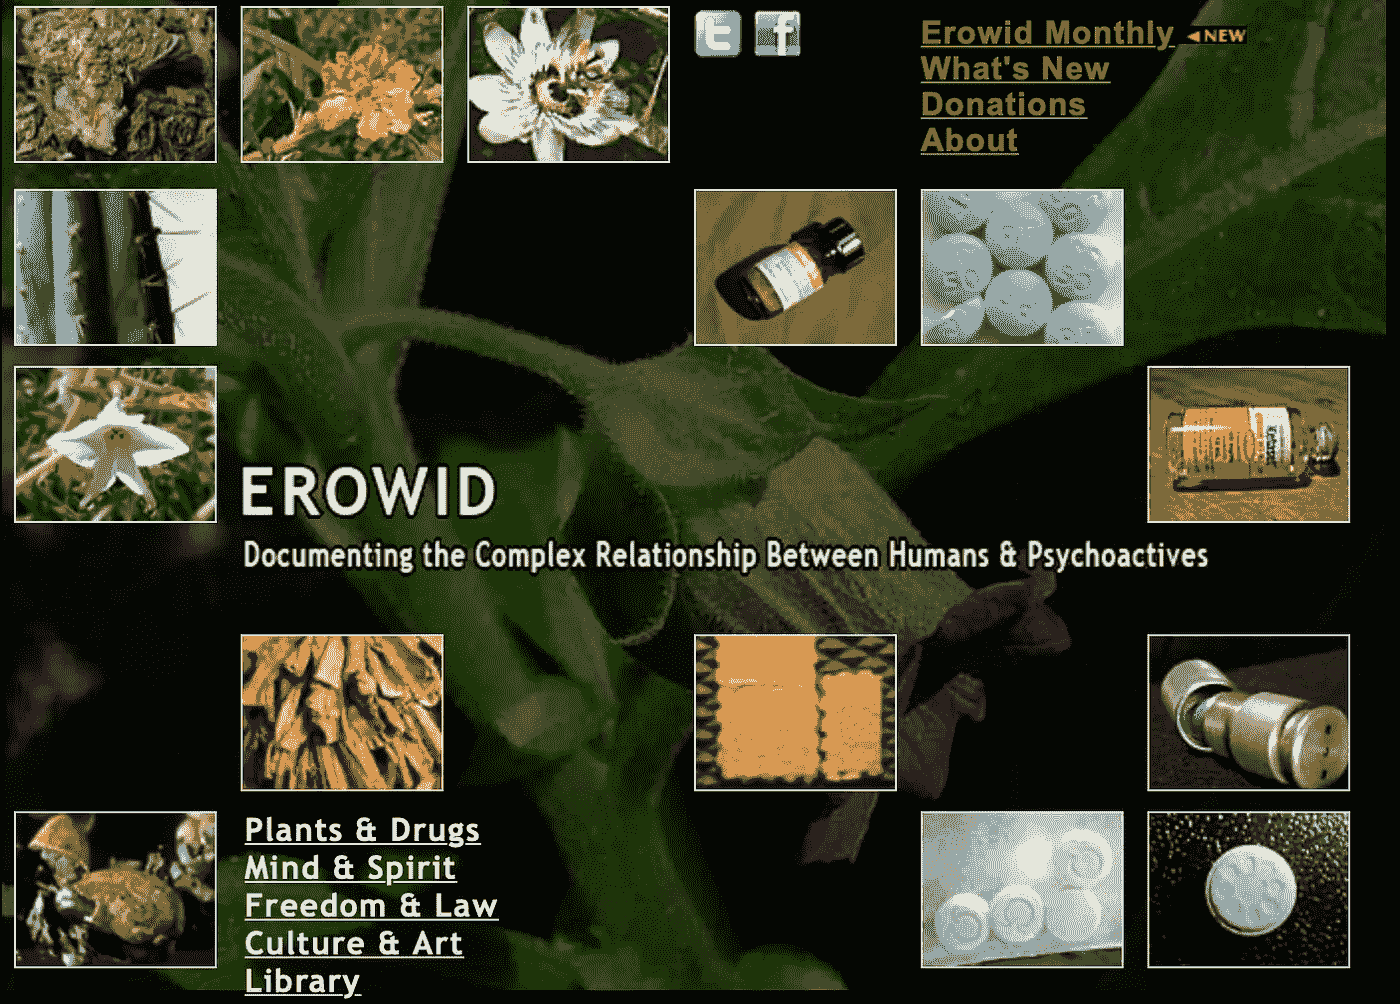 Erowid Monthly NEW
What's New
Donations
About
EROWID
Documenting the Complex Relationship Between Humans & Psychoactives
Plants & Drugs
Mind & Spirit
Freedom & Law
Culture & Art
Library